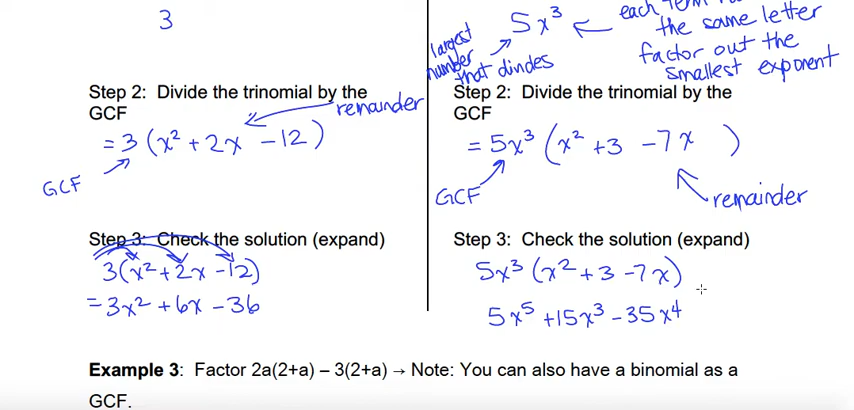 3
largest
number
that divides
5x³
each term
the same letter
factor out the
smallest exponent
Step 2: Divide the trinomial by the
GCF
remainder
= 3 (x² + 2x - 12)
GCF
Step 3: Check the solution (expand)
3(x² + 2x - 12)
= 3x² + 6x - 36
Step 2: Divide the trinomial by the
GCF
= 5x³ (x² + 3 - 7x )
GCF
remainder
Step 3: Check the solution (expand)
5x³ (x² + 3 - 7x)
5x⁵ + 15x³ - 35x⁴
Example 3: Factor 2a(2+a) – 3(2+a) → Note: You can also have a binomial as a
GCF.